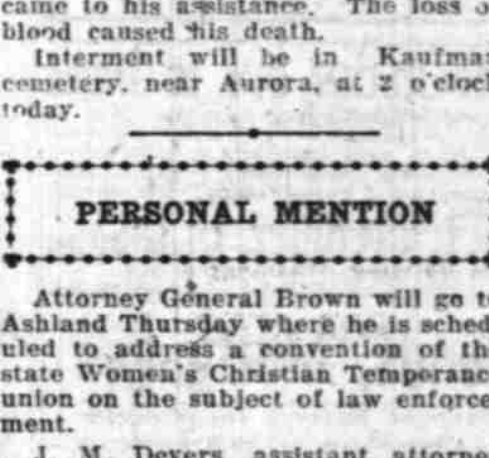 came to his assistance. The loss o
blood caused his death.
Interment will be in Kaufma
cemetery, near Aurora, at 2 o'cloc
today.
PERSONAL MENTION
Attorney General Brown will go t
Ashland Thursday where he is sched
uled to address a convention of th
state Women's Christian Temperanc
union on the subject of law enforce
ment.
J. M. Devers, assistant attorne